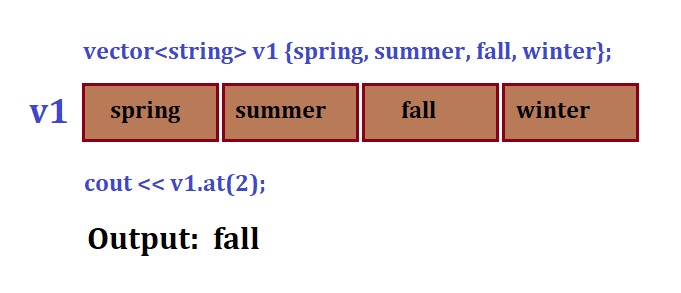 vector<string> v1 {spring, summer, fall, winter};
v1 spring summer fall winter
cout << v1.at(2);
Output: fall